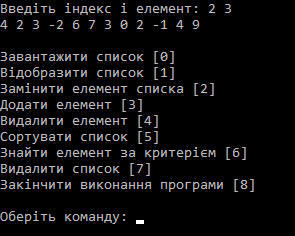 Введіть індекс і елемент: 2 3
4 2 3 -2 6 7 3 0 2 -1 4 9
Завантажити список [0]
Відобразити список [1]
Замінити елемент списка [2]
Додати елемент [3]
Видалити елемент [4]
Сортувати список [5]
Знайти елемент за критерієм [6]
Видалити список [7]
Закінчити виконання програми [8]
Оберіть команду: